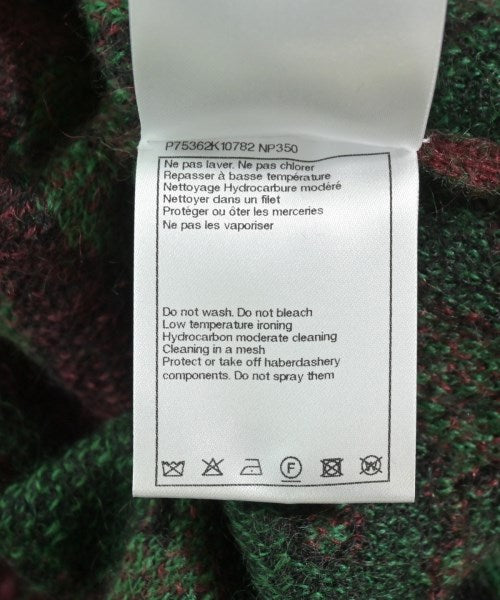 P75362K10782 NP350
Ne pas laver. Ne pas chlorer
Repasser à basse température
Nettoyage Hydrocarbure modéré
Nettoyer dans un filet
Protéger ou ôter les merceries
Ne pas les vaporiser
Do not wash. Do not bleach
Low temperature ironing
Hydrocarbon moderate cleaning
Cleaning in a mesh
Protect or take off haberdashery
components. Do not spray them
F W